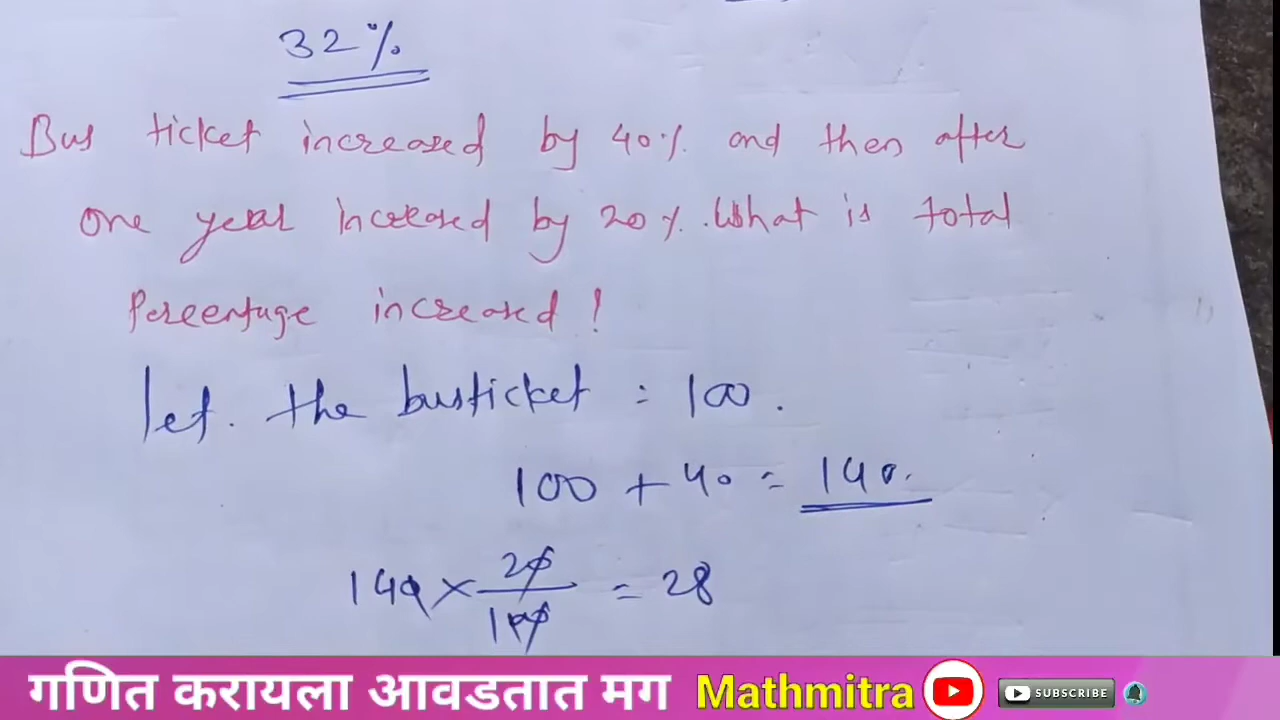 32%
Bus ticket increased by 40% and then after
one year increased by 20%. What is total
Percentage increased!
let. the busticket : 100.
100 + 40 = 140.
140 × 20/100 = 28
गणित करायला आवडतात मग Mathmitra SUBSCRIBE